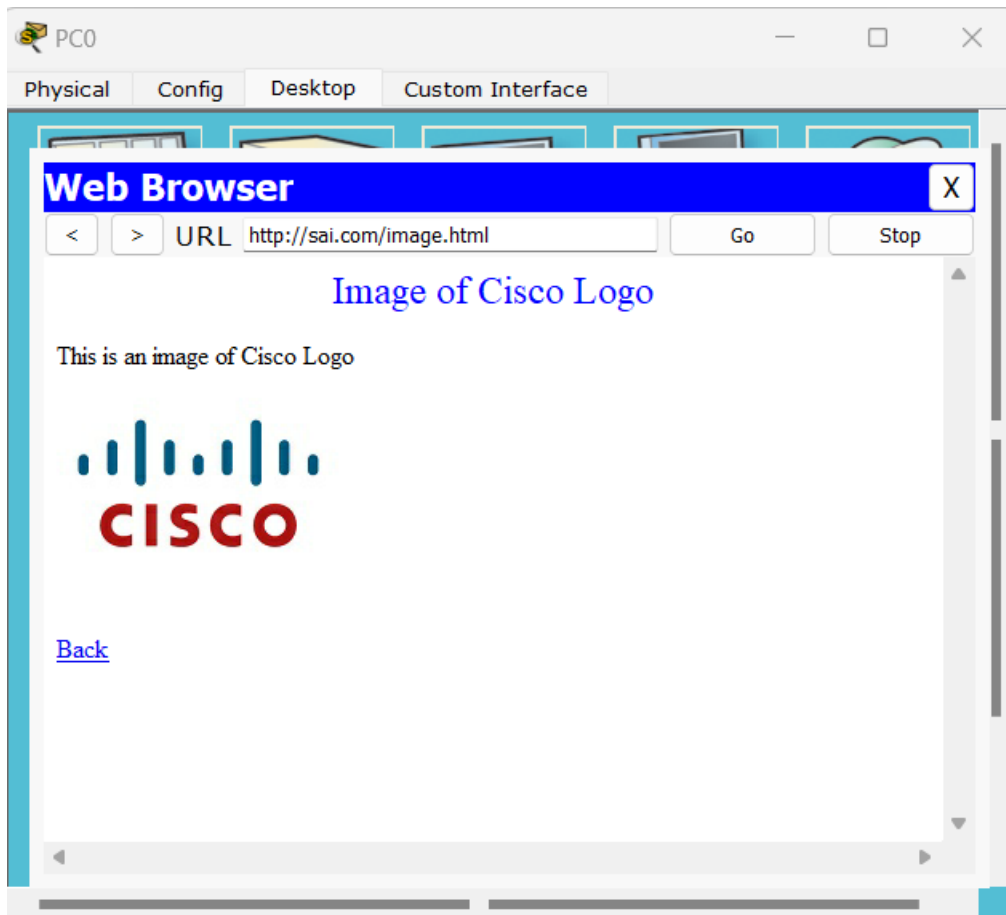 PC0
Physical Config Desktop Custom Interface
Web Browser X
< > URL http://sai.com/image.html Go Stop
Image of Cisco Logo
This is an image of Cisco Logo
CISCO
Back